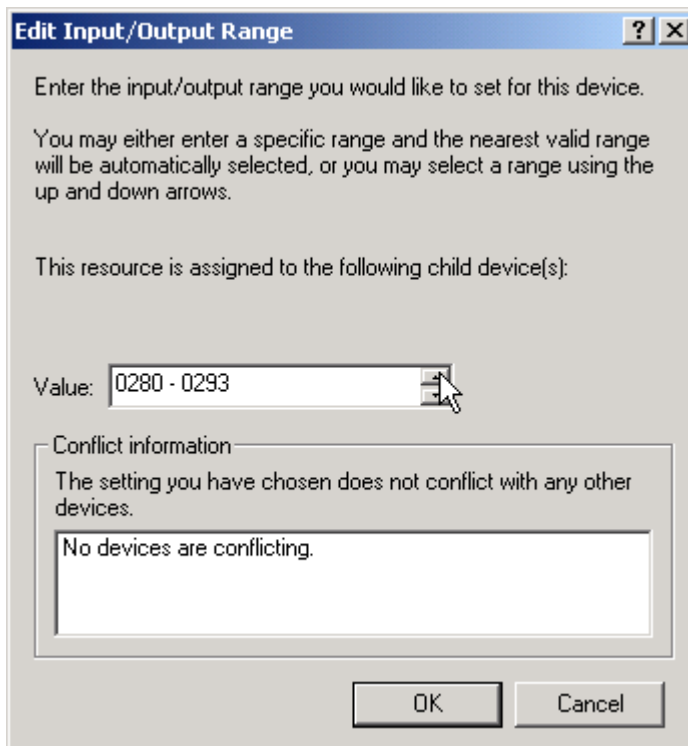 Edit Input/Output Range
Enter the input/output range you would like to set for this device.
You may either enter a specific range and the nearest valid range
will be automatically selected, or you may select a range using the
up and down arrows.
This resource is assigned to the following child device(s):
Value: 0280 - 0293
Conflict information
The setting you have chosen does not conflict with any other
devices.
No devices are conflicting.
OK Cancel